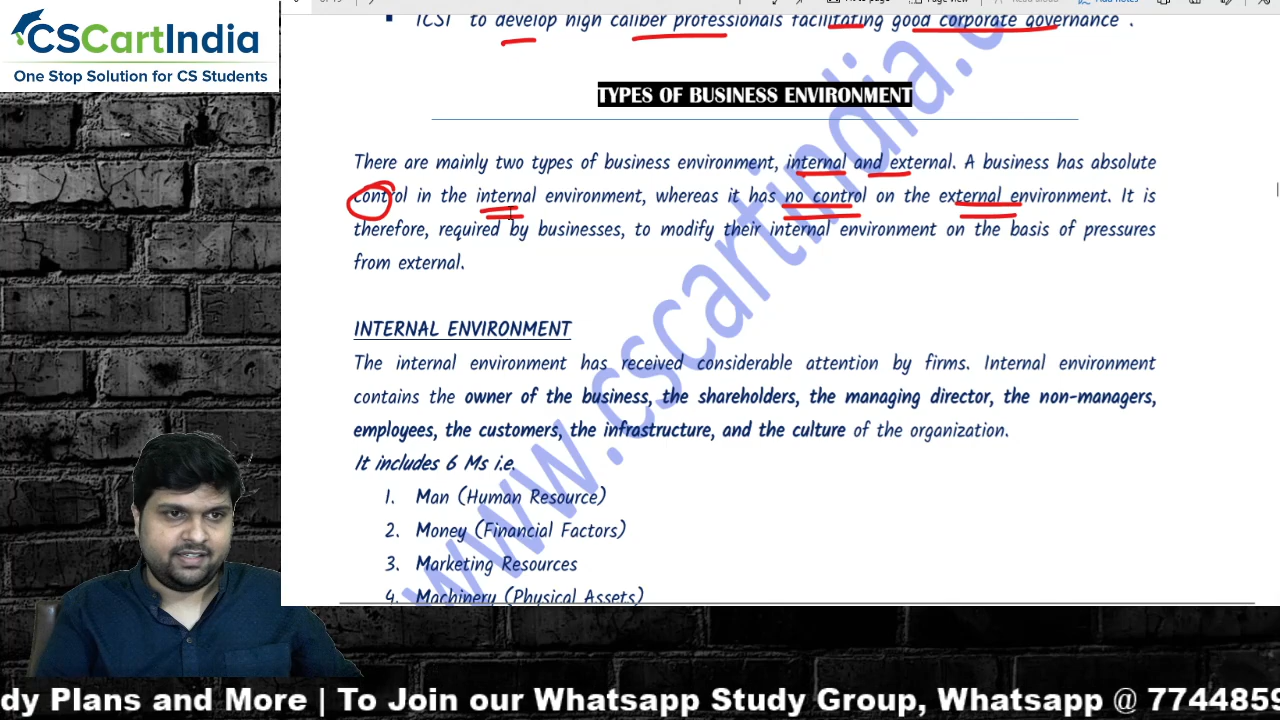 CSCartIndia
One Stop Solution for CS Students
ICSI to develop high caliber professionals facilitating good corporate governance .
TYPES OF BUSINESS ENVIRONMENT
There are mainly two types of business environment, internal and external. A business has absolute
control in the internal environment, whereas it has no control on the external environment. It is
therefore, required by businesses, to modify their internal environment on the basis of pressures
from external.
INTERNAL ENVIRONMENT
The internal environment has received considerable attention by firms. Internal environment
contains the owner of the business, the shareholders, the managing director, the non-managers,
employees, the customers, the infrastructure, and the culture of the organization.
It includes 6 Ms i.e.
1. Man (Human Resource)
2. Money (Financial Factors)
3. Marketing Resources
4. Machinery (Physical Assets)
www.cscartindia.c
dy Plans and More | To Join our Whatsapp Study Group, Whatsapp @ 7744859